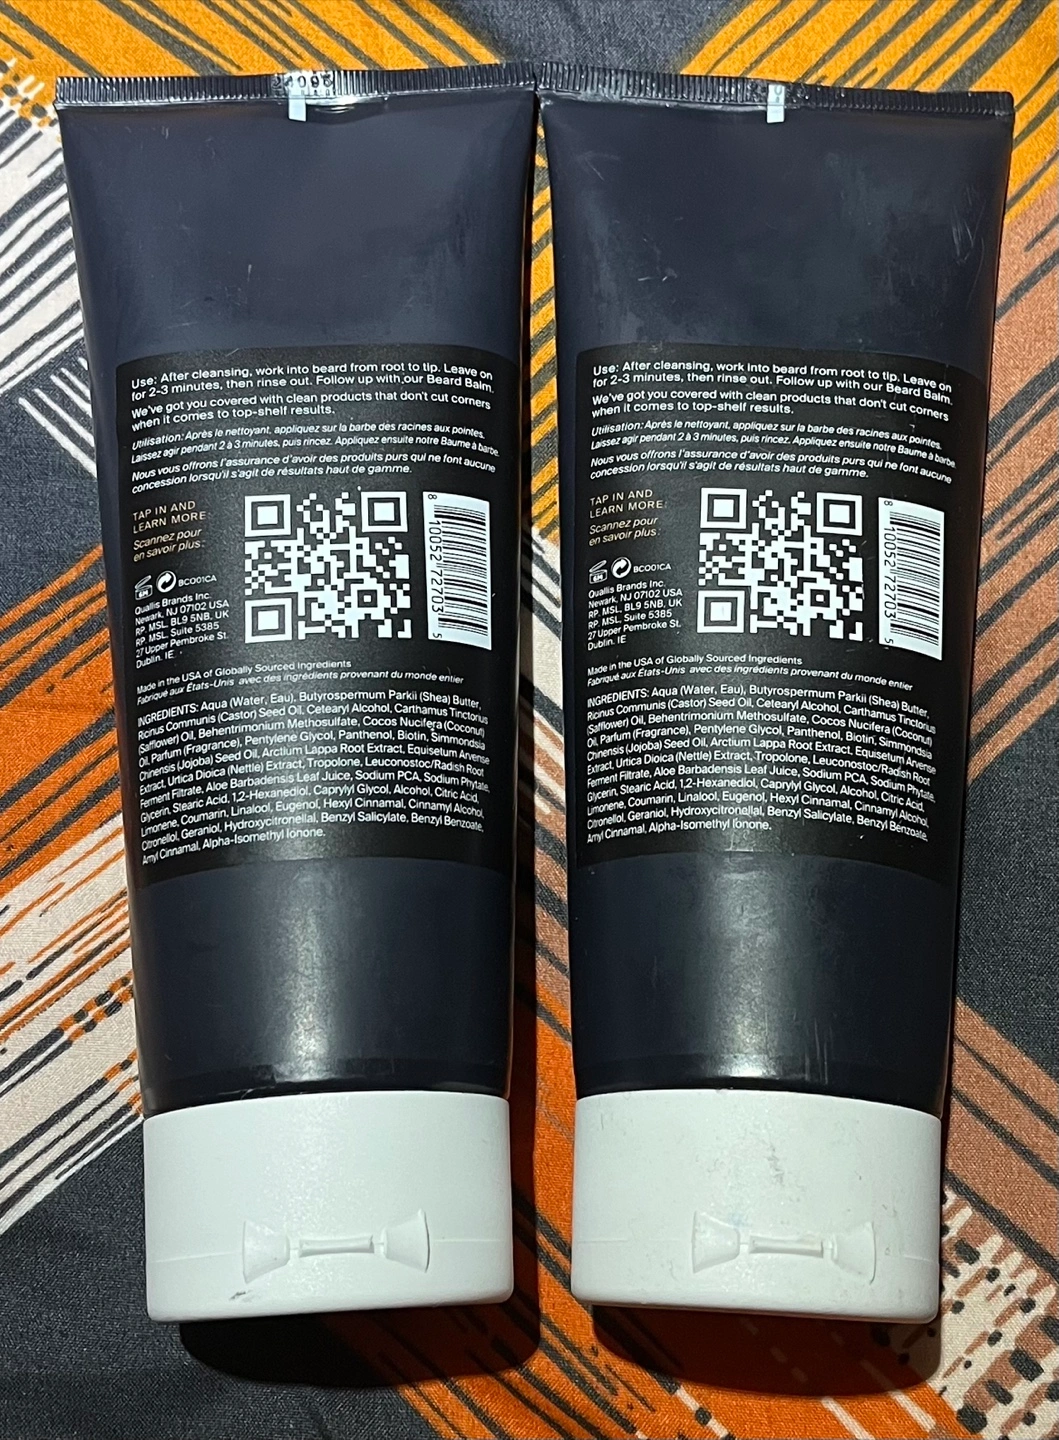 Use: After cleansing, work into beard from root to tip. Leave on
for 2-3 minutes, then rinse out. Follow up with our Beard Balm.
We've got you covered with clean products that don't cut corners
when it comes to top-shelf results.
Utilisation: Après le nettoyant, appliquez sur la barbe des racines aux pointes.
Laissez agir pendant 2 à 3 minutes, puis rincez. Appliquez ensuite notre Baume à barbe.
Nous vous offrons l'assurance d'avoir des produits purs qui ne font aucune
concession lorsqu'il s'agit de résultats haut de gamme.
TAP IN AND
LEARN MORE:
Scannez pour
en savoir plus:
6M BC001CA
Quallis Brands Inc.
Newark, NJ 07102 USA
RP. MSL. BL9 5NB, UK
RP. MSL. Suite 5385
27 Upper Pembroke St.
Dublin. IE
8 10052 72703 5
Made in the USA of Globally Sourced Ingredients
Fabriqué aux États-Unis avec des ingrédients provenant du monde entier
INGREDIENTS: Aqua (Water, Eau), Butyrospermum Parkii (Shea) Butter,
Ricinus Communis (Castor) Seed Oil, Cetearyl Alcohol, Carthamus Tinctorius
(Safflower) Oil, Behentrimonium Methosulfate, Cocos Nucifera (Coconut)
Oil, Parfum (Fragrance), Pentylene Glycol, Panthenol, Biotin, Simmondsia
Chinensis (Jojoba) Seed Oil, Arctium Lappa Root Extract, Equisetum Arvense
Extract, Urtica Dioica (Nettle) Extract, Tropolone, Leuconostoc/Radish Root
Ferment Filtrate, Aloe Barbadensis Leaf Juice, Sodium PCA, Sodium Phytate,
Glycerin, Stearic Acid, 1,2-Hexanediol, Caprylyl Glycol, Alcohol, Citric Acid,
Limonene, Coumarin, Linalool, Eugenol, Hexyl Cinnamal, Cinnamyl Alcohol,
Citronellol, Geraniol, Hydroxycitronellal, Benzyl Salicylate, Benzyl Benzoate,
Amyl Cinnamal, Alpha-Isomethyl Ionone.
Use: After cleansing, work into beard from root to tip. Leave on
for 2-3 minutes, then rinse out. Follow up with our Beard Balm.
We've got you covered with clean products that don't cut corners
when it comes to top-shelf results.
Utilisation: Après le nettoyant, appliquez sur la barbe des racines aux pointes.
Laissez agir pendant 2 à 3 minutes, puis rincez. Appliquez ensuite notre Baume à barbe.
Nous vous offrons l'assurance d'avoir des produits purs qui ne font aucune
concession lorsqu'il s'agit de résultats haut de gamme.
TAP IN AND
LEARN MORE:
Scannez pour
en savoir plus:
6M BC001CA
Quallis Brands Inc.
Newark, NJ 07102 USA
RP. MSL. BL9 5NB, UK
RP. MSL. Suite 5385
27 Upper Pembroke St.
Dublin. IE
8 10052 72703 5
Made in the USA of Globally Sourced Ingredients
Fabriqué aux États-Unis avec des ingrédients provenant du monde entier
INGREDIENTS: Aqua (Water, Eau), Butyrospermum Parkii (Shea) Butter,
Ricinus Communis (Castor) Seed Oil, Cetearyl Alcohol, Carthamus Tinctorius
(Safflower) Oil, Behentrimonium Methosulfate, Cocos Nucifera (Coconut)
Oil, Parfum (Fragrance), Pentylene Glycol, Panthenol, Biotin, Simmondsia
Chinensis (Jojoba) Seed Oil, Arctium Lappa Root Extract, Equisetum Arvense
Extract, Urtica Dioica (Nettle) Extract, Tropolone, Leuconostoc/Radish Root
Ferment Filtrate, Aloe Barbadensis Leaf Juice, Sodium PCA, Sodium Phytate,
Glycerin, Stearic Acid, 1,2-Hexanediol, Caprylyl Glycol, Alcohol, Citric Acid,
Limonene, Coumarin, Linalool, Eugenol, Hexyl Cinnamal, Cinnamyl Alcohol,
Citronellol, Geraniol, Hydroxycitronellal, Benzyl Salicylate, Benzyl Benzoate,
Amyl Cinnamal, Alpha-Isomethyl Ionone.